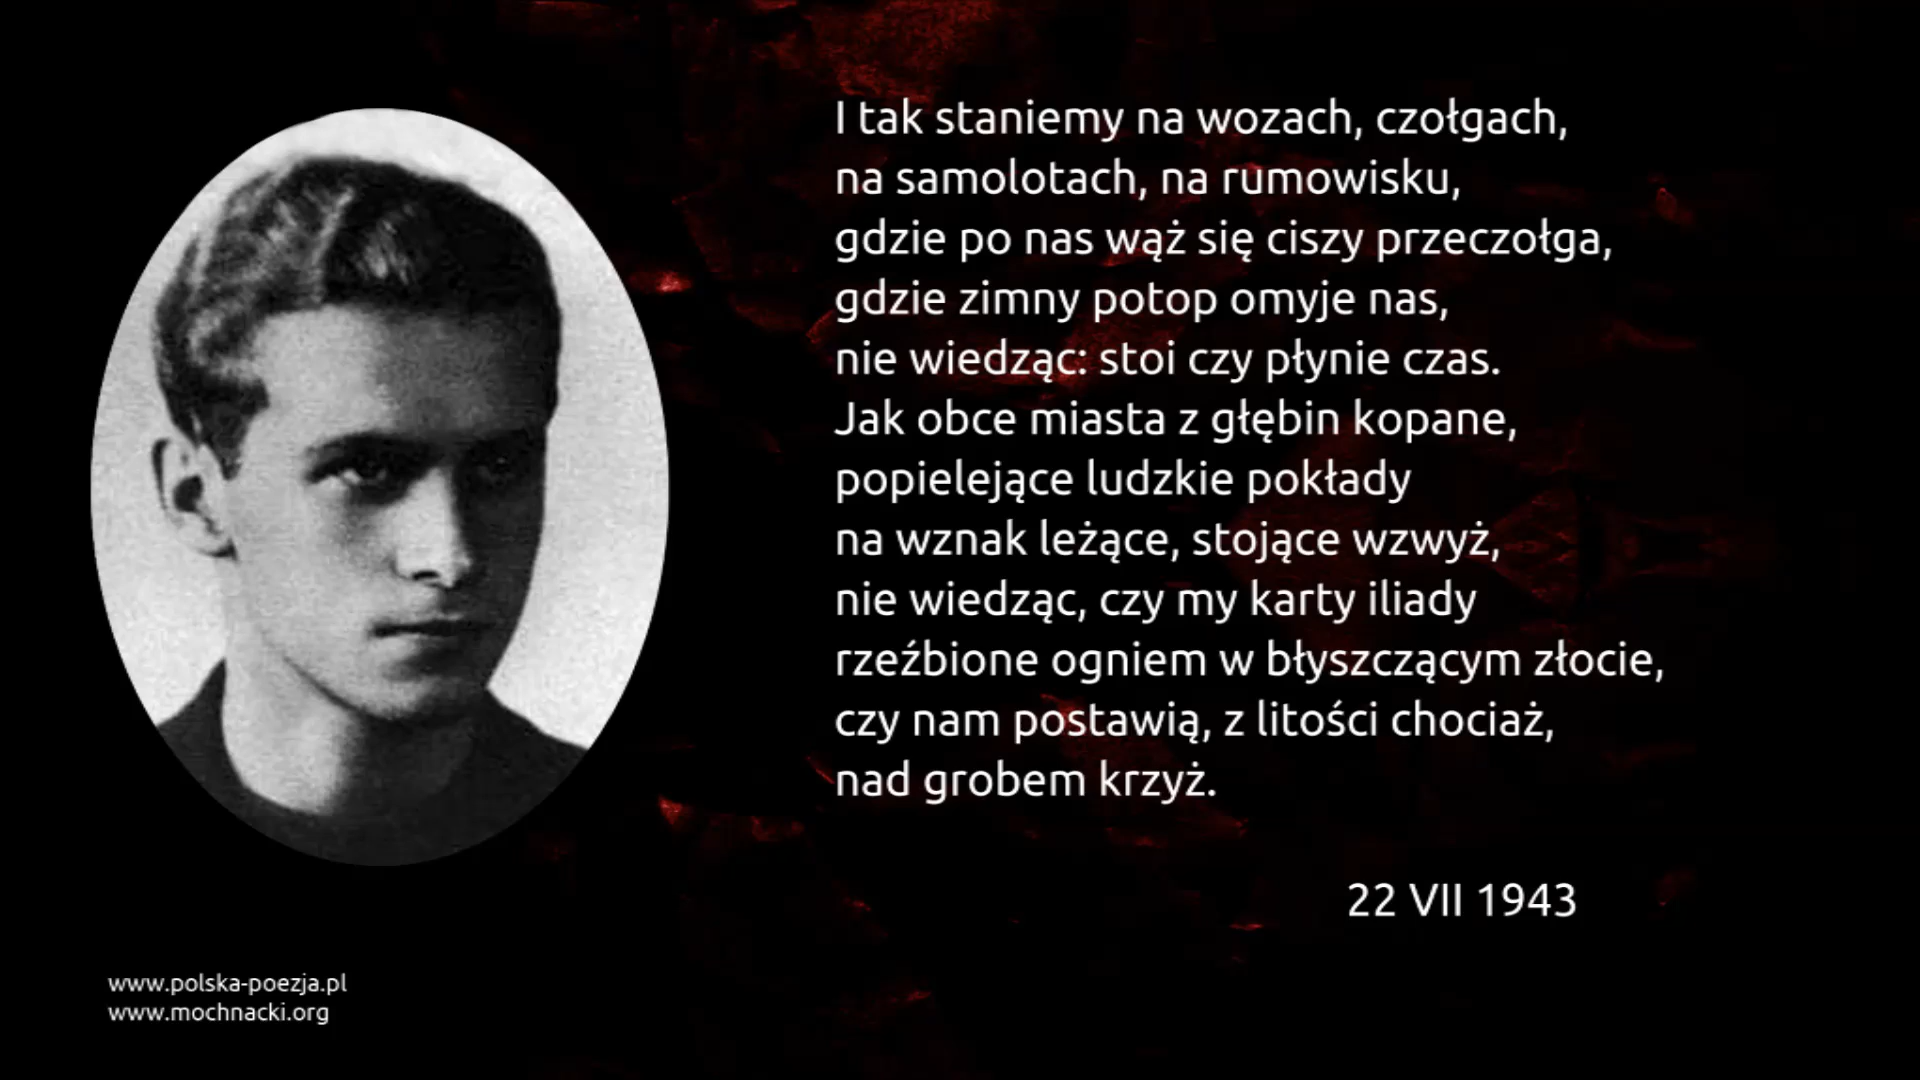 I tak staniemy na wozach, czołgach,
na samolotach, na rumowisku,
gdzie po nas wąż się ciszy przeczołga,
gdzie zimny potop omyje nas,
nie wiedząc: stoi czy płynie czas.
Jak obce miasta z głębin kopane,
popielejące ludzkie pokłady
na wznak leżące, stojące wzwyż,
nie wiedząc, czy my karty iliady
rzeźbione ogniem w błyszczącym złocie,
czy nam postawią, z litości chociaż,
nad grobem krzyż.
22 VII 1943
www.polska-poezja.pl
www.mochnacki.org